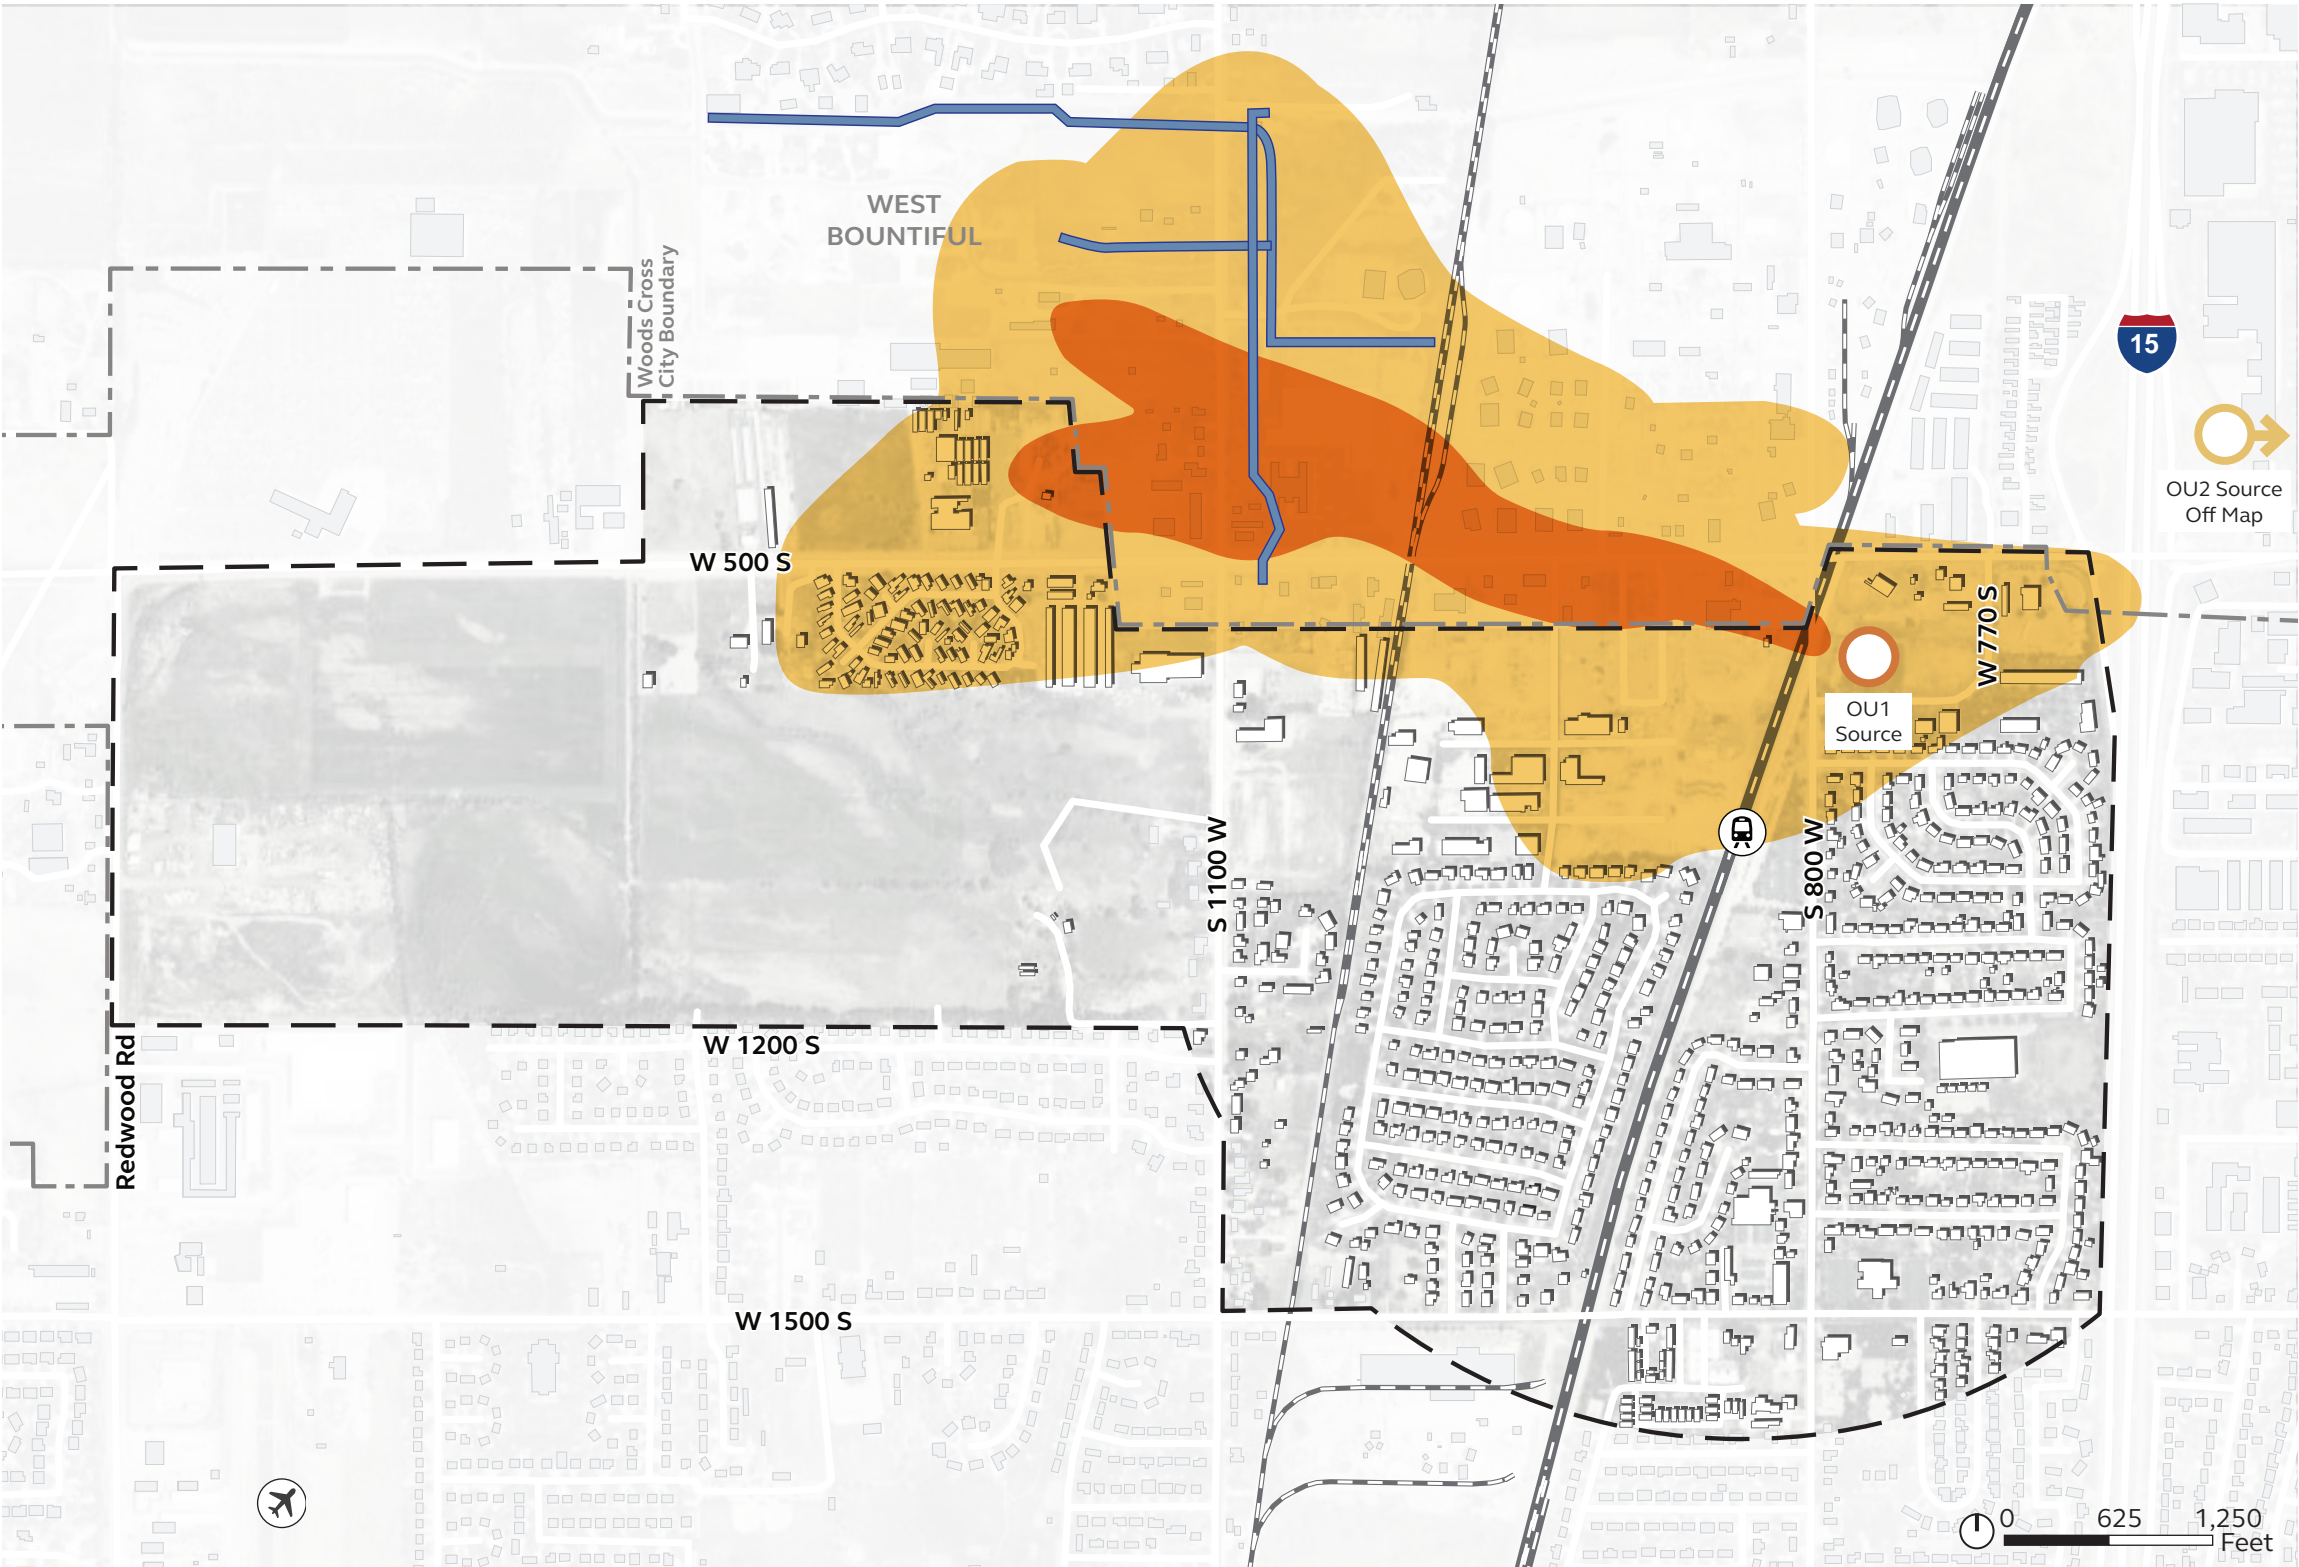 WEST
BOUNTIFUL
Woods Cross
City Boundary
15
OU2 Source
Off Map
W 500 S
W 770 S
OU1
Source
S 1100 W
S 800 W
W 1200 S
Redwood Rd
W 1500 S
0 625 1,250
Feet